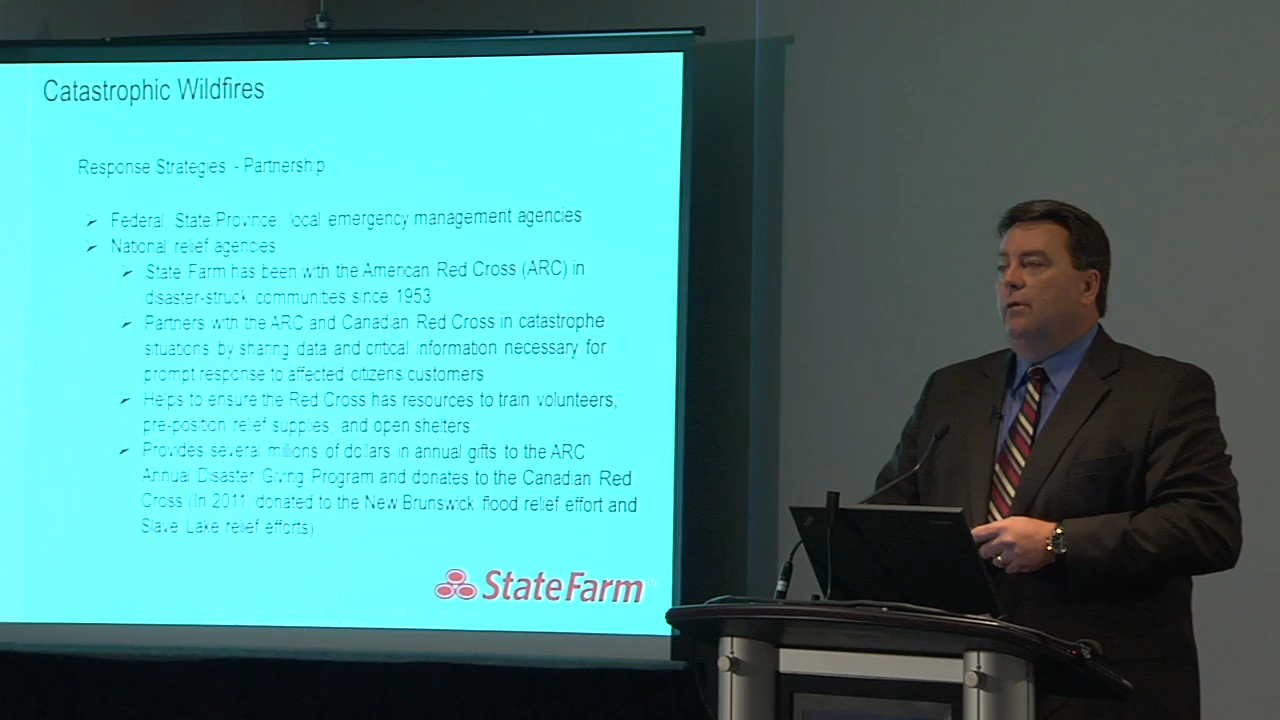 Catastrophic Wildfires
Response Strategies - Partnership
➢ Federal, State/Province, local emergency management agencies
➢ National relief agencies
➢ State Farm has been with the American Red Cross (ARC) in
disaster-struck communities since 1953
➢ Partners with the ARC and Canadian Red Cross in catastrophe
situations by sharing data and critical information necessary for
prompt response to affected citizens/customers
➢ Helps to ensure the Red Cross has resources to train volunteers,
pre-position relief supplies, and open shelters
➢ Provides several millions of dollars in annual gifts to the ARC
Annual Disaster Giving Program and donates to the Canadian Red
Cross (In 2011, donated to the New Brunswick flood relief effort and
Slave Lake relief efforts)
State Farm